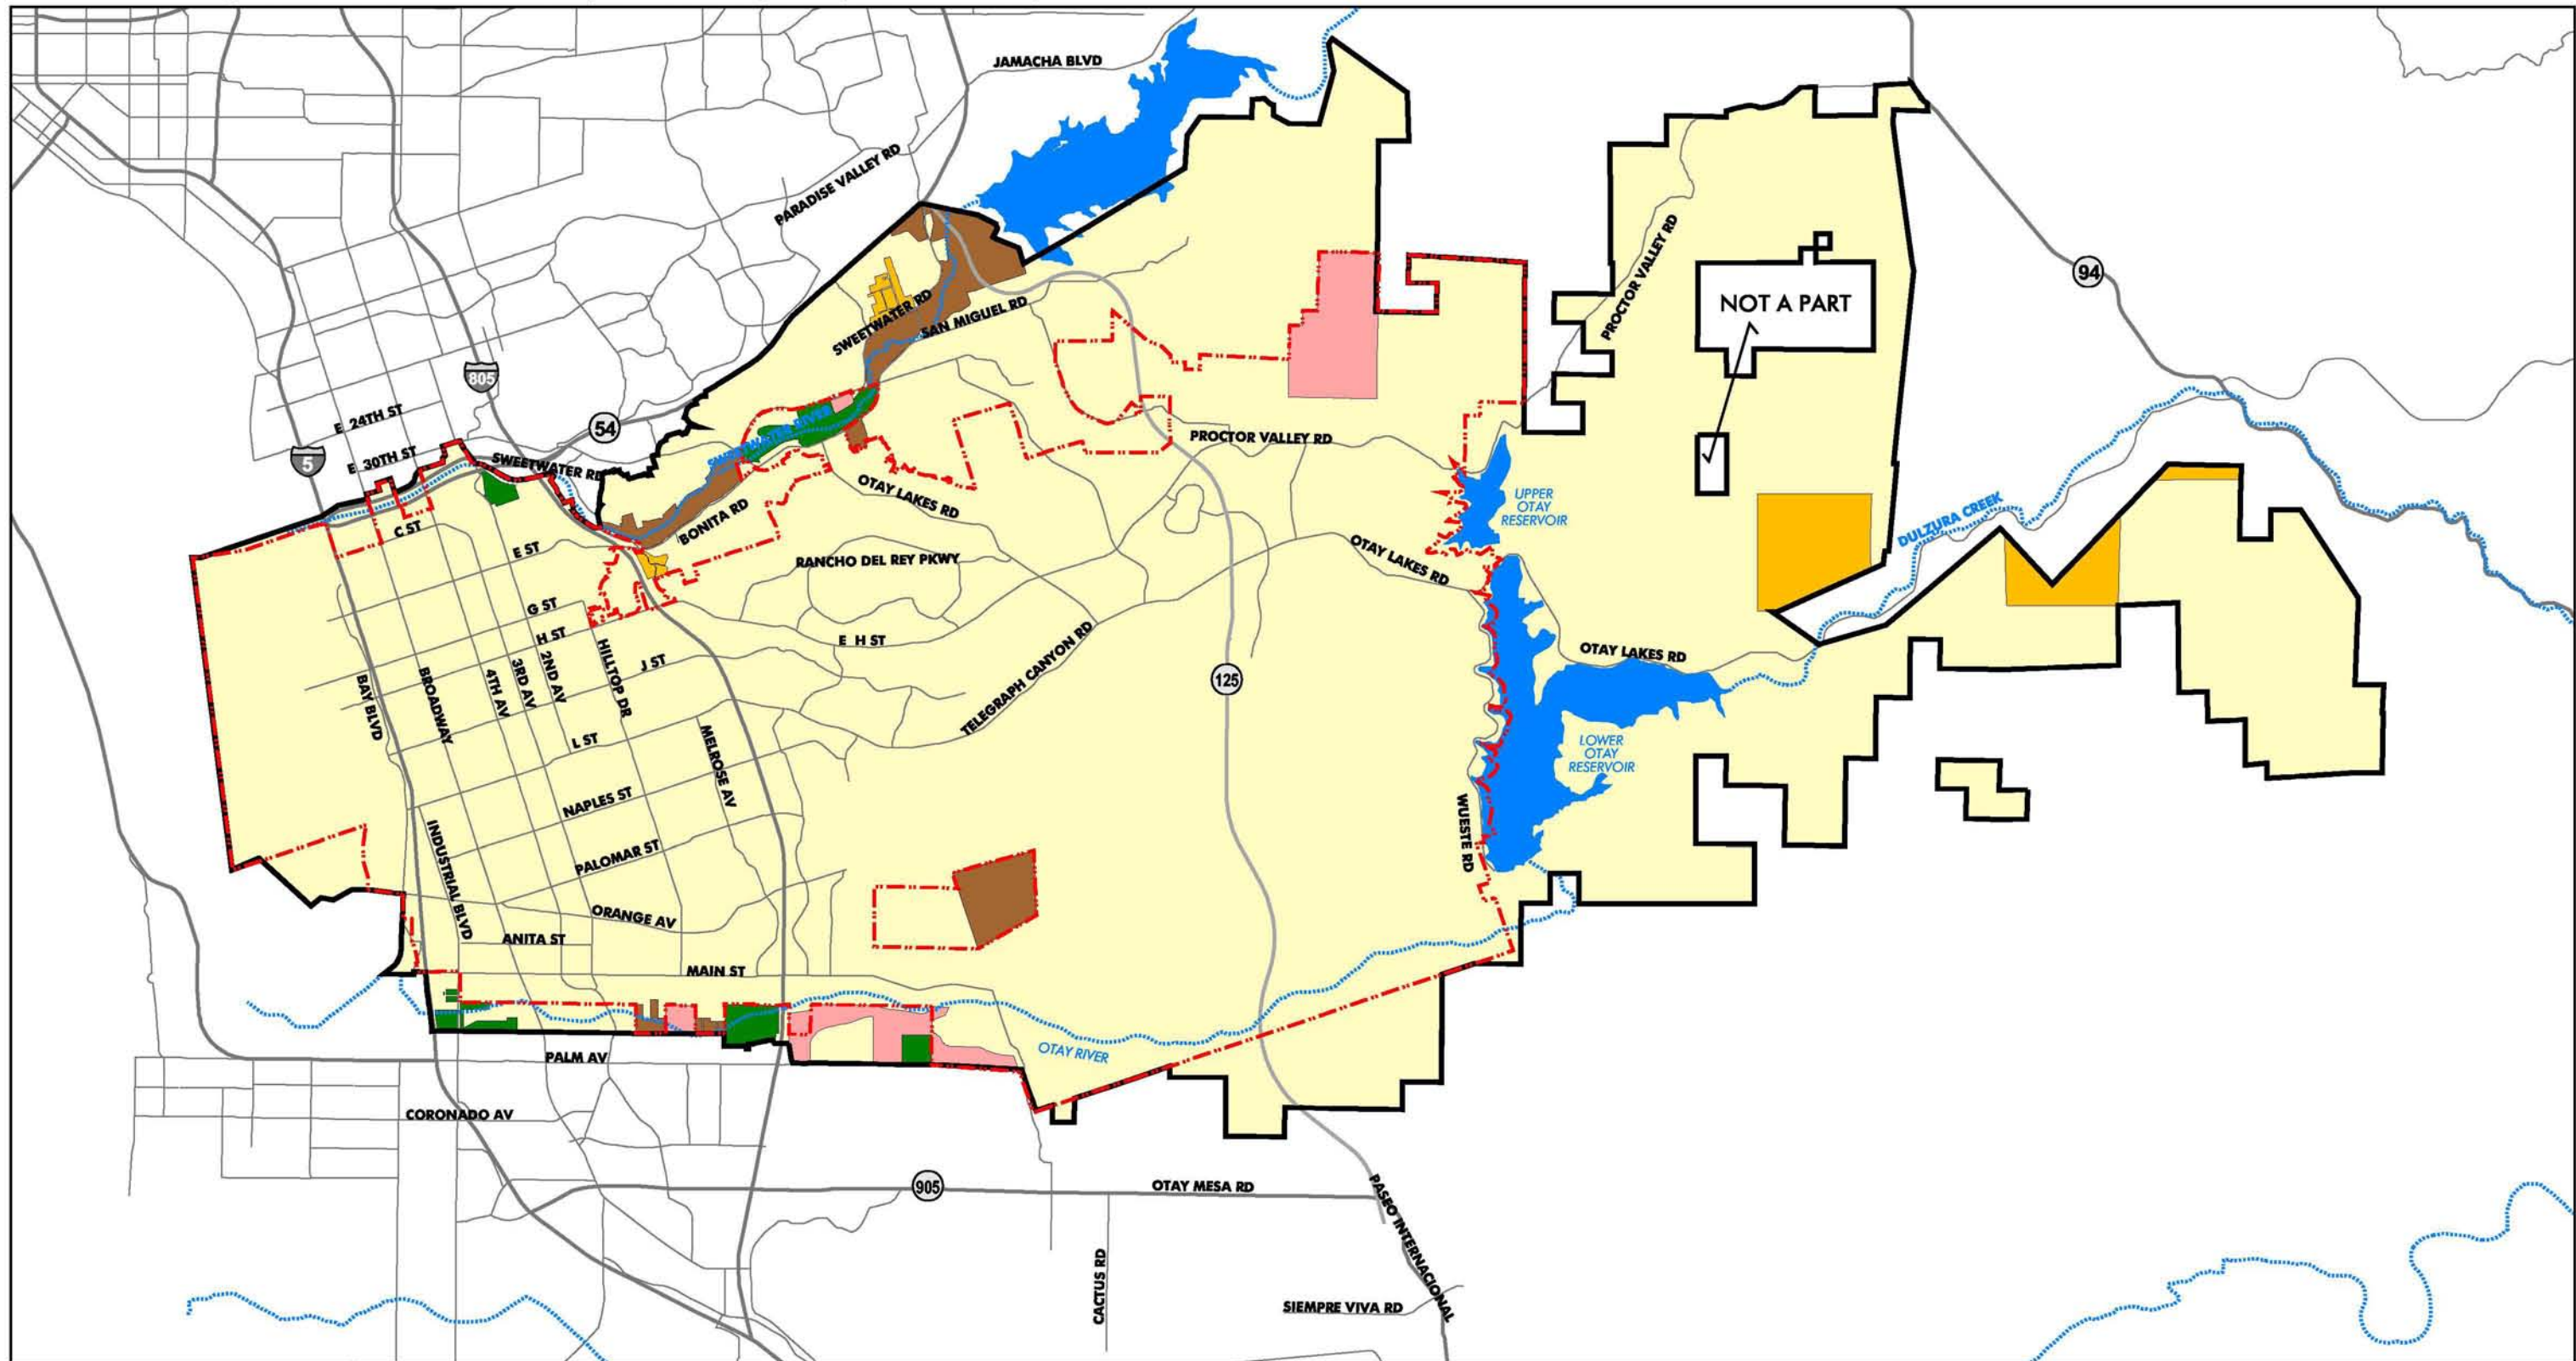 JAMACHA BLVD
PARADISE VALLEY RD
PROCTOR VALLEY RD
94
NOT A PART
SWEETWATER RD
SAN MIGUEL RD
805
E 24TH ST
54
5
E 30TH ST
SWEETWATER RD
SWEETWATER RIVER
PROCTOR VALLEY RD
OTAY LAKES RD
BONITA RD
C ST
UPPER
OTAY
RESERVOIR
DULZURA CREEK
E ST
RANCHO DEL REY PKWY
OTAY LAKES RD
G ST
H ST
E H ST
J ST
HILLTOP DR
2ND AV
3RD AV
4TH AV
BROADWAY
BAY BLVD
TELEGRAPH CANYON RD
125
OTAY LAKES RD
L ST
MELROSE AV
LOWER
OTAY
RESERVOIR
NAPLES ST
WUESTE RD
INDUSTRIAL BLVD
PALOMAR ST
ORANGE AV
ANITA ST
MAIN ST
OTAY RIVER
PALM AV
CORONADO AV
905
OTAY MESA RD
PASEO INTERNACIONAL
CACTUS RD
SIEMPRE VIVA RD